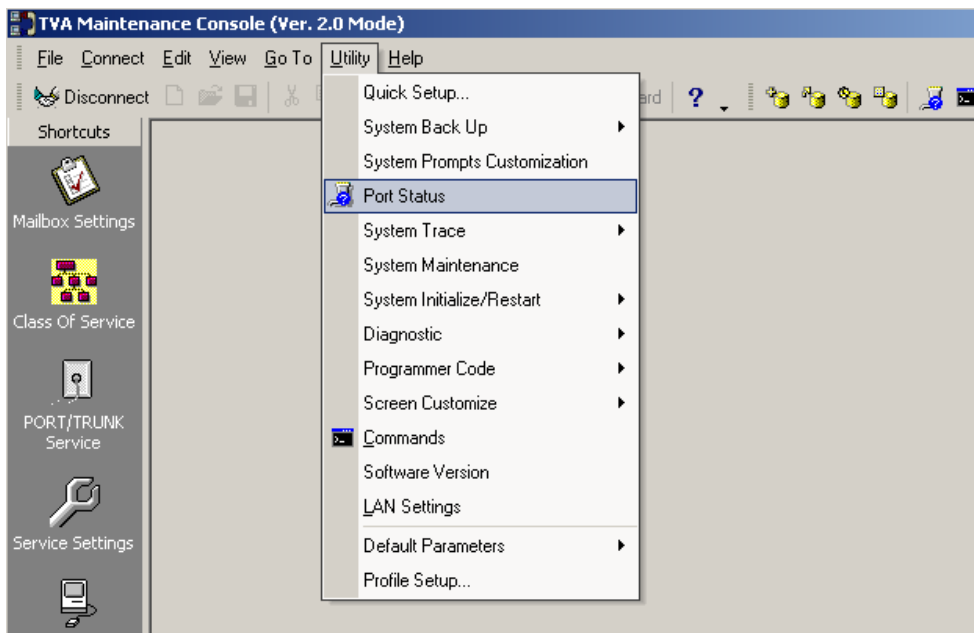 TVA Maintenance Console (Ver. 2.0 Mode)
File Connect Edit View Go To Utility Help
Disconnect ard ?
Shortcuts
Mailbox Settings
Class Of Service
PORT/TRUNK
Service
Service Settings
Quick Setup...
System Back Up
System Prompts Customization
Port Status
System Trace
System Maintenance
System Initialize/Restart
Diagnostic
Programmer Code
Screen Customize
Commands
Software Version
LAN Settings
Default Parameters
Profile Setup...